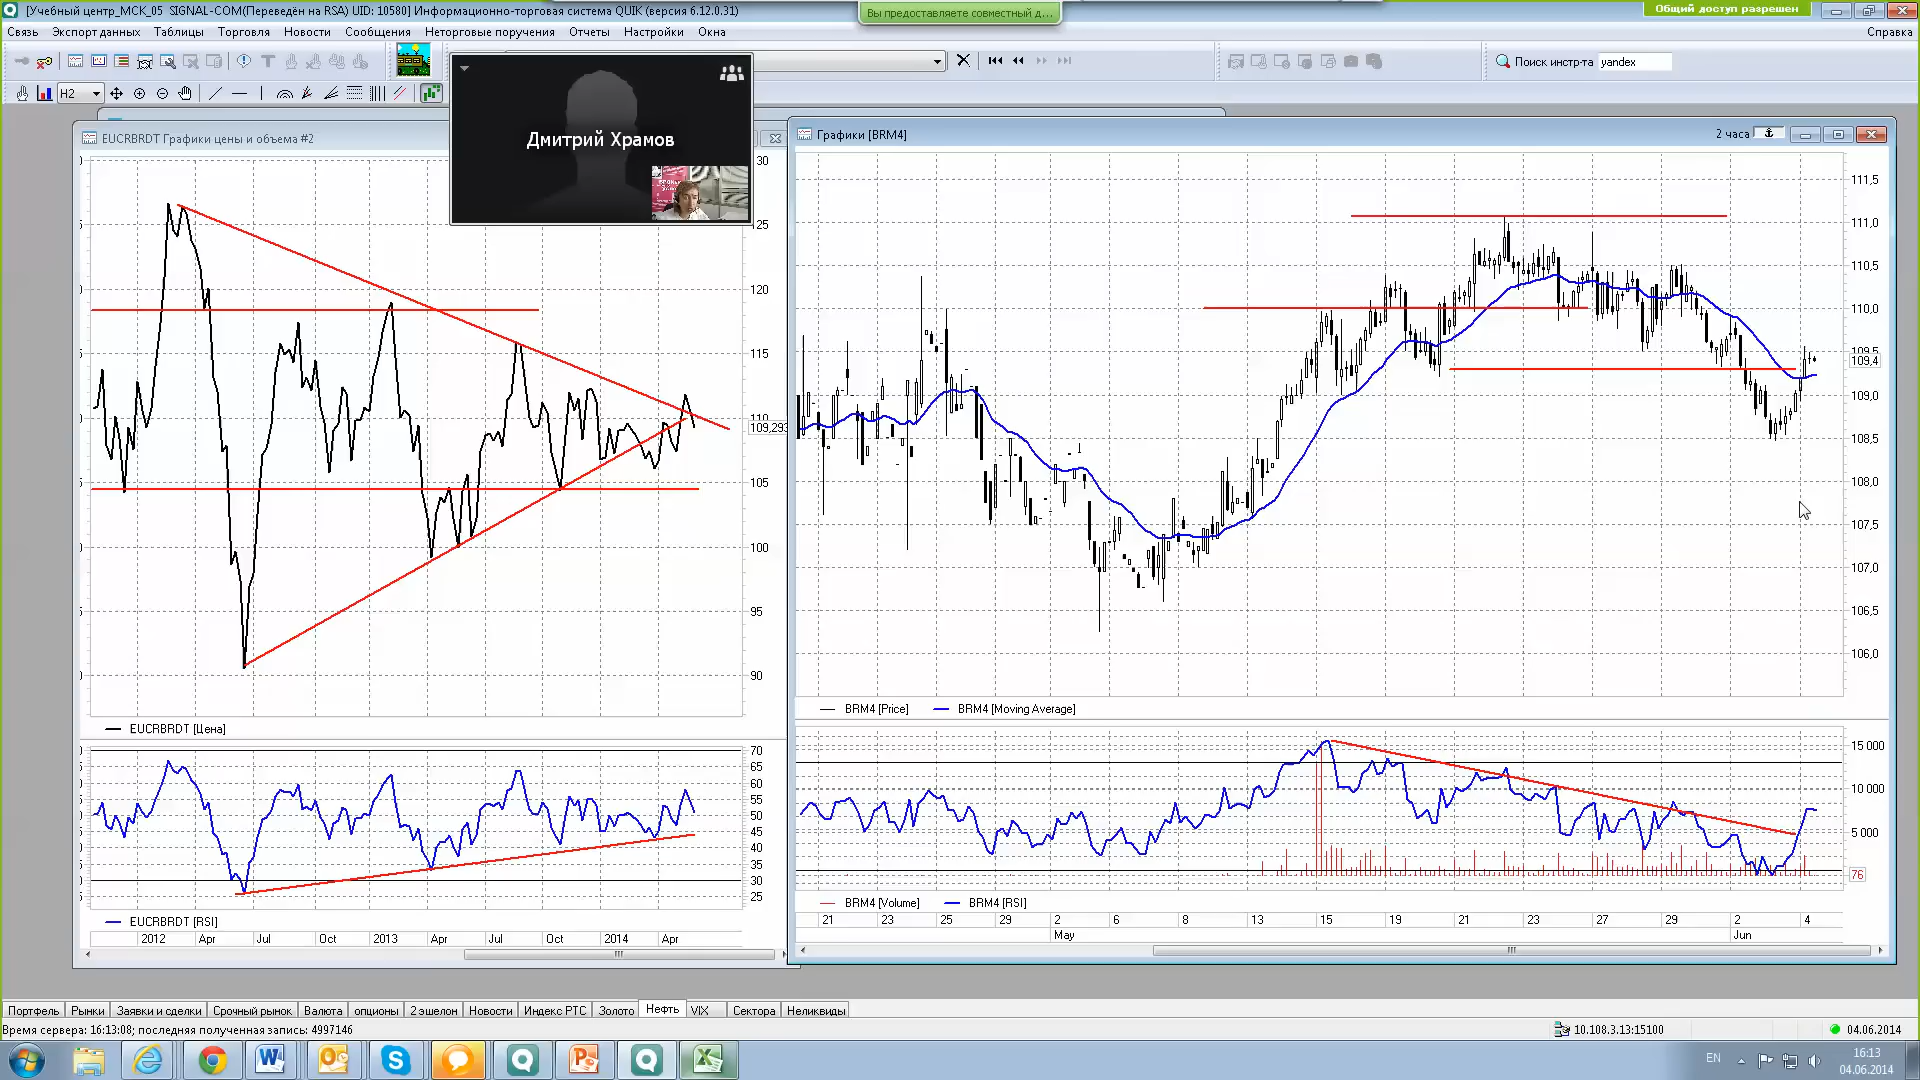 [Учебный центр_МСК_05 SIGNAL-COM(Переведён на RSA) UID: 10580] Информационно-торговая система QUIK (версия 6.12.0.31)
Вы предоставляете совместный д...
Общий доступ разрешен
Связь Экспорт данных Таблицы Торговля Новости Сообщения Неторговые поручения Отчеты Настройки Окна Справка
Поиск инстр-та yandex
H2
Дмитрий Храмов
EUCRBRDT Графики цены и объема #2
30
125
120
115
110
109,293
105
100
95
90
EUCRBRDT [Цена]
70
65
60
55
50
45
40
35
30
25
EUCRBRDT [RSI]
2012 Apr Jul Oct 2013 Apr Jul Oct 2014 Apr
Графики [BRM4] 2 часа
111,5
111,0
110,5
110,0
109,5
109,4
109,0
108,5
108,0
107,5
107,0
106,5
106,0
BRM4 [Price] BRM4 [Moving Average]
15 000
10 000
5 000
76
BRM4 [Volume] BRM4 [RSI]
21 23 25 29 2 6 8 13 15 19 21 23 27 29 2 4
May Jun
Портфель Рынки Заявки и сделки Срочный рынок Валюта опционы 2 эшелон Новости Индекс РТС Золото Нефть VIX Сектора Неликвиды
Время сервера: 16:13:08; последняя полученная запись: 4997146
10.108.3.13:15100 04.06.2014
EN 16:13
04.06.2014